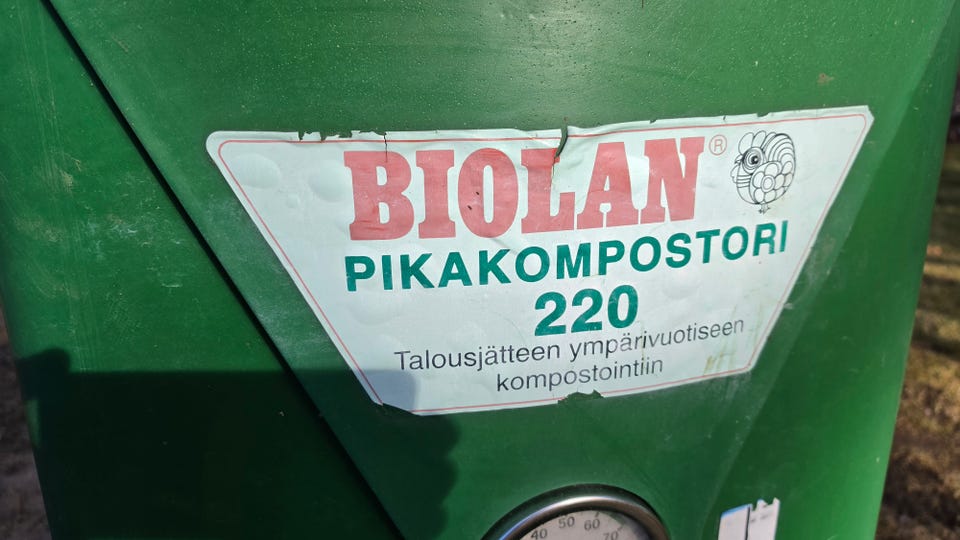 BIOLAN®
PIKAKOMPOSTORI
220
Talousjätteen ympärivuotiseen
kompostointiin
40 50 60 70